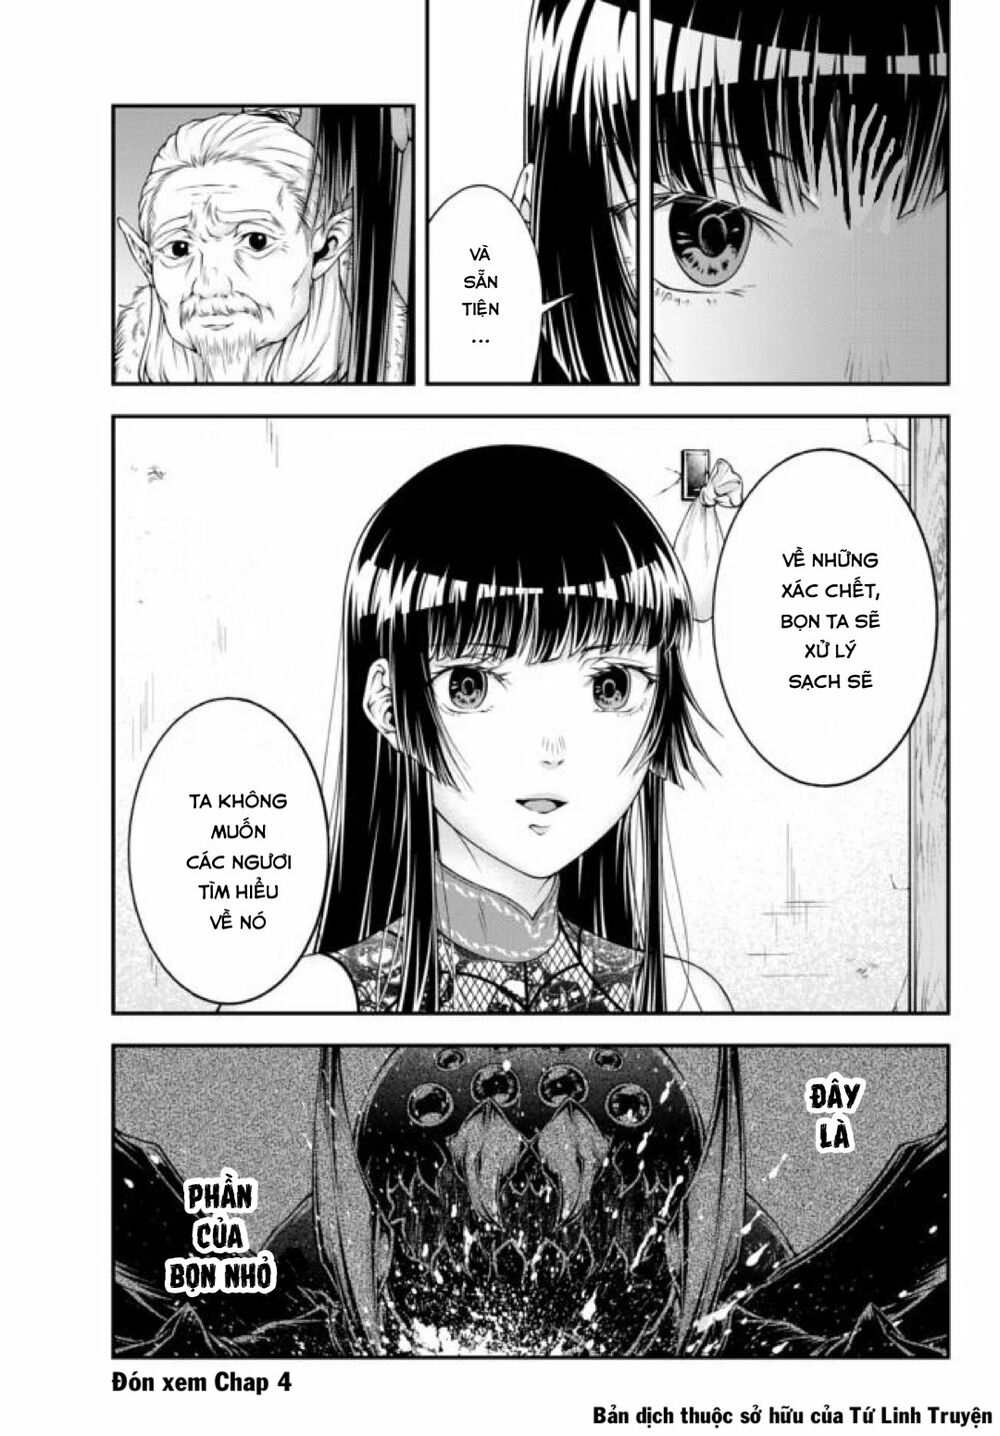 VÀ
SẴN
TIỆN
...
VỀ NHỮNG
XÁC CHẾT,
BỌN TA SẼ
XỬ LÝ
SẠCH SẼ
TA KHÔNG
MUỐN
CÁC NGƯƠI
TÌM HIỂU
VỀ NÓ
ĐÂY
LÀ
PHẦN
CỦA
BỌN NHỎ
Đón xem Chap 4
Bản dịch thuộc sở hữu của Tứ Linh Truyện